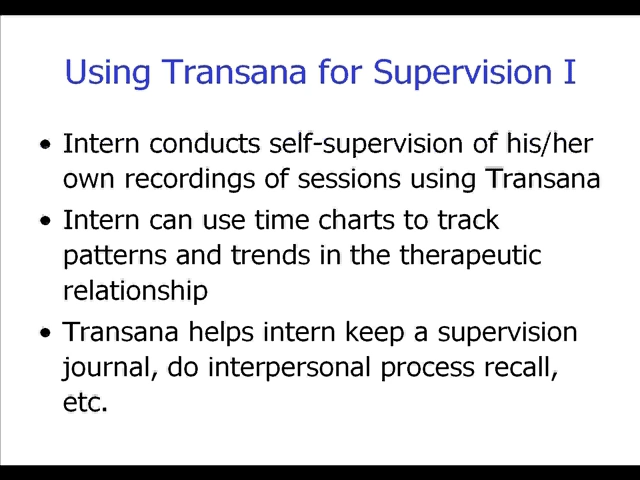 Using Transana for Supervision I
• Intern conducts self-supervision of his/her
own recordings of sessions using Transana
• Intern can use time charts to track
patterns and trends in the therapeutic
relationship
• Transana helps intern keep a supervision
journal, do interpersonal process recall,
etc.